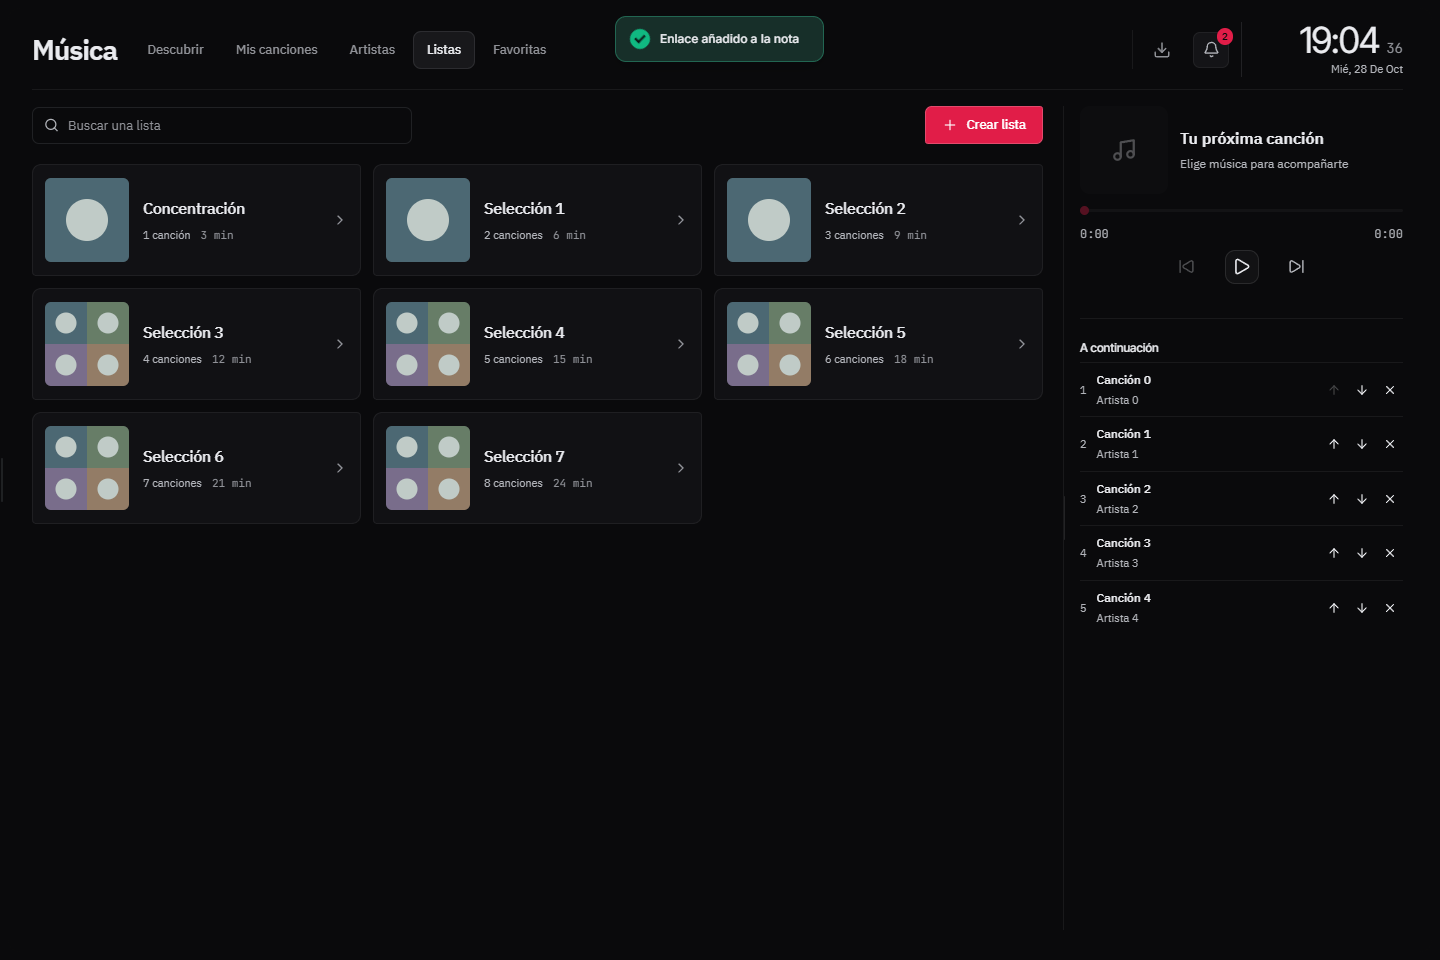 Música
Descubrir
Mis canciones
Artistas
Listas
Favoritas
Enlace añadido a la nota
2
19:04 36
Mié, 28 De Oct
Buscar una lista
Crear lista
Concentración
1 canción 3 min
Selección 1
2 canciones 6 min
Selección 2
3 canciones 9 min
Selección 3
4 canciones 12 min
Selección 4
5 canciones 15 min
Selección 5
6 canciones 18 min
Selección 6
7 canciones 21 min
Selección 7
8 canciones 24 min
Tu próxima canción
Elige música para acompañarte
0:00 0:00
A continuación
1 Canción 0
Artista 0
2 Canción 1
Artista 1
3 Canción 2
Artista 2
4 Canción 3
Artista 3
5 Canción 4
Artista 4